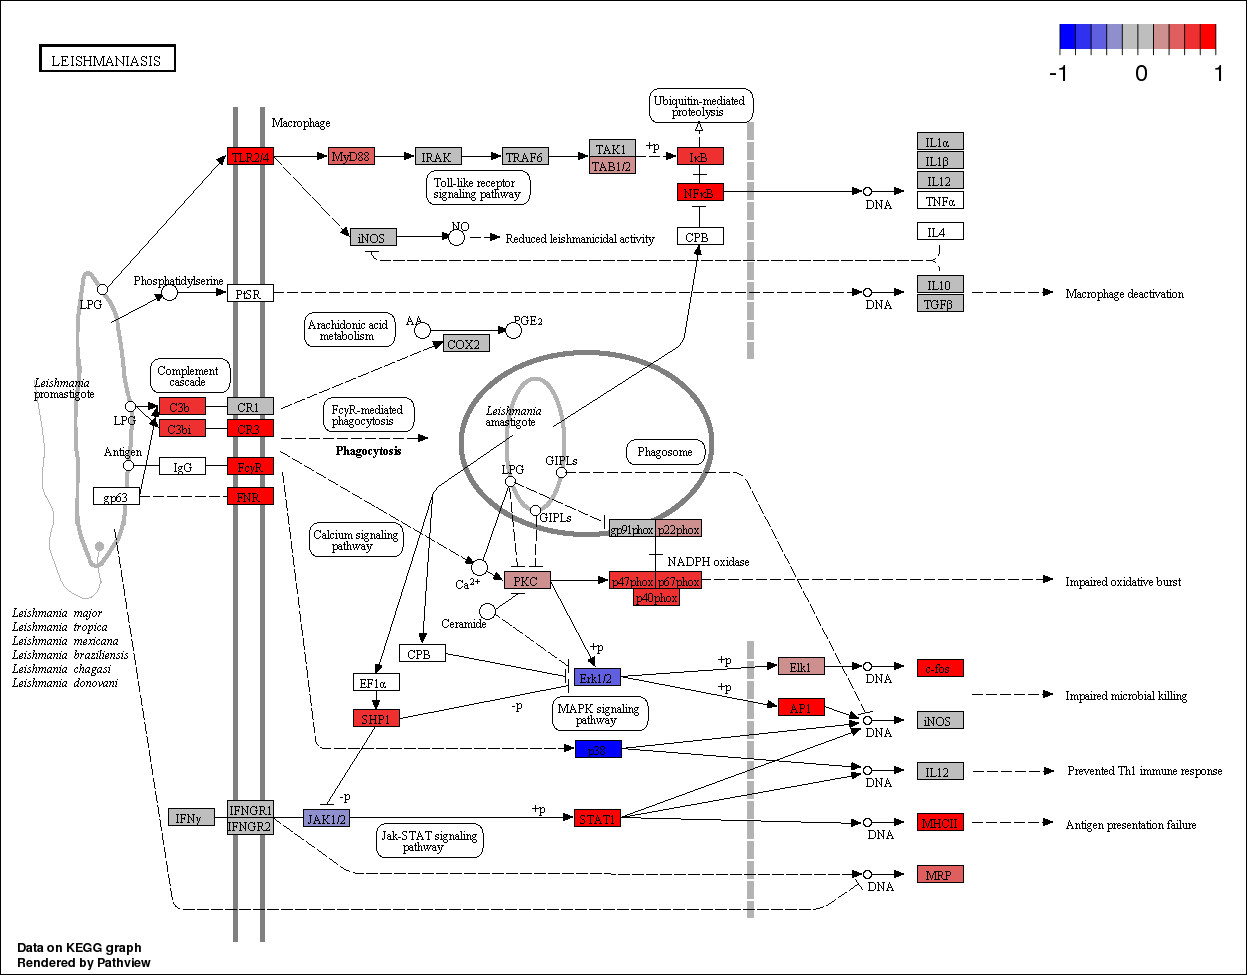 LEISHMANIASIS
-1
0
1
Macrophage
Ubiquitin-mediated
proteolysis
TLR2/4
MyD88
IRAK
TRAF6
TAK1
TAB1/2
+p
IκB
Toll-like receptor
signaling pathway
NFκB
DNA
IL1α
IL1β
IL12
TNFα
IL4
iNOS
NO
Reduced leishmanicidal activity
CPB
LPG
Phosphatidylserine
PtSR
DNA
IL10
TGFβ
Macrophage deactivation
Arachidonic acid
metabolism
AA
PGE2
COX2
Leishmania
promastigote
Complement
cascade
LPG
C3b
CR1
C3bi
CR3
FcγR-mediated
phagocytosis
Phagocytosis
Leishmania
amastigote
Antigen
IgG
FcγR
gp63
FNR
LPG
GIPLs
GIPLs
Phagosome
gp91phox
p22phox
NADPH oxidase
Calcium signaling
pathway
Ca2+
PKC
p47phox
p67phox
p40phox
Impaired oxidative burst
Ceramide
Leishmania major
Leishmania tropica
Leishmania mexicana
Leishmania braziliensis
Leishmania chagasi
Leishmania donovani
CPB
+p
EF1α
Erk1/2
+p
Elk1
DNA
c-fos
+p
SHP1
-p
MAPK signaling
pathway
AP1
DNA
iNOS
Impaired microbial killing
p38
DNA
IL12
Prevented Th1 immune response
IFNγ
IFNGR1
IFNGR2
-p
JAK1/2
+p
STAT1
Jak-STAT signaling
pathway
DNA
MHCII
Antigen presentation failure
DNA
MRP
Data on KEGG graph
Rendered by Pathview